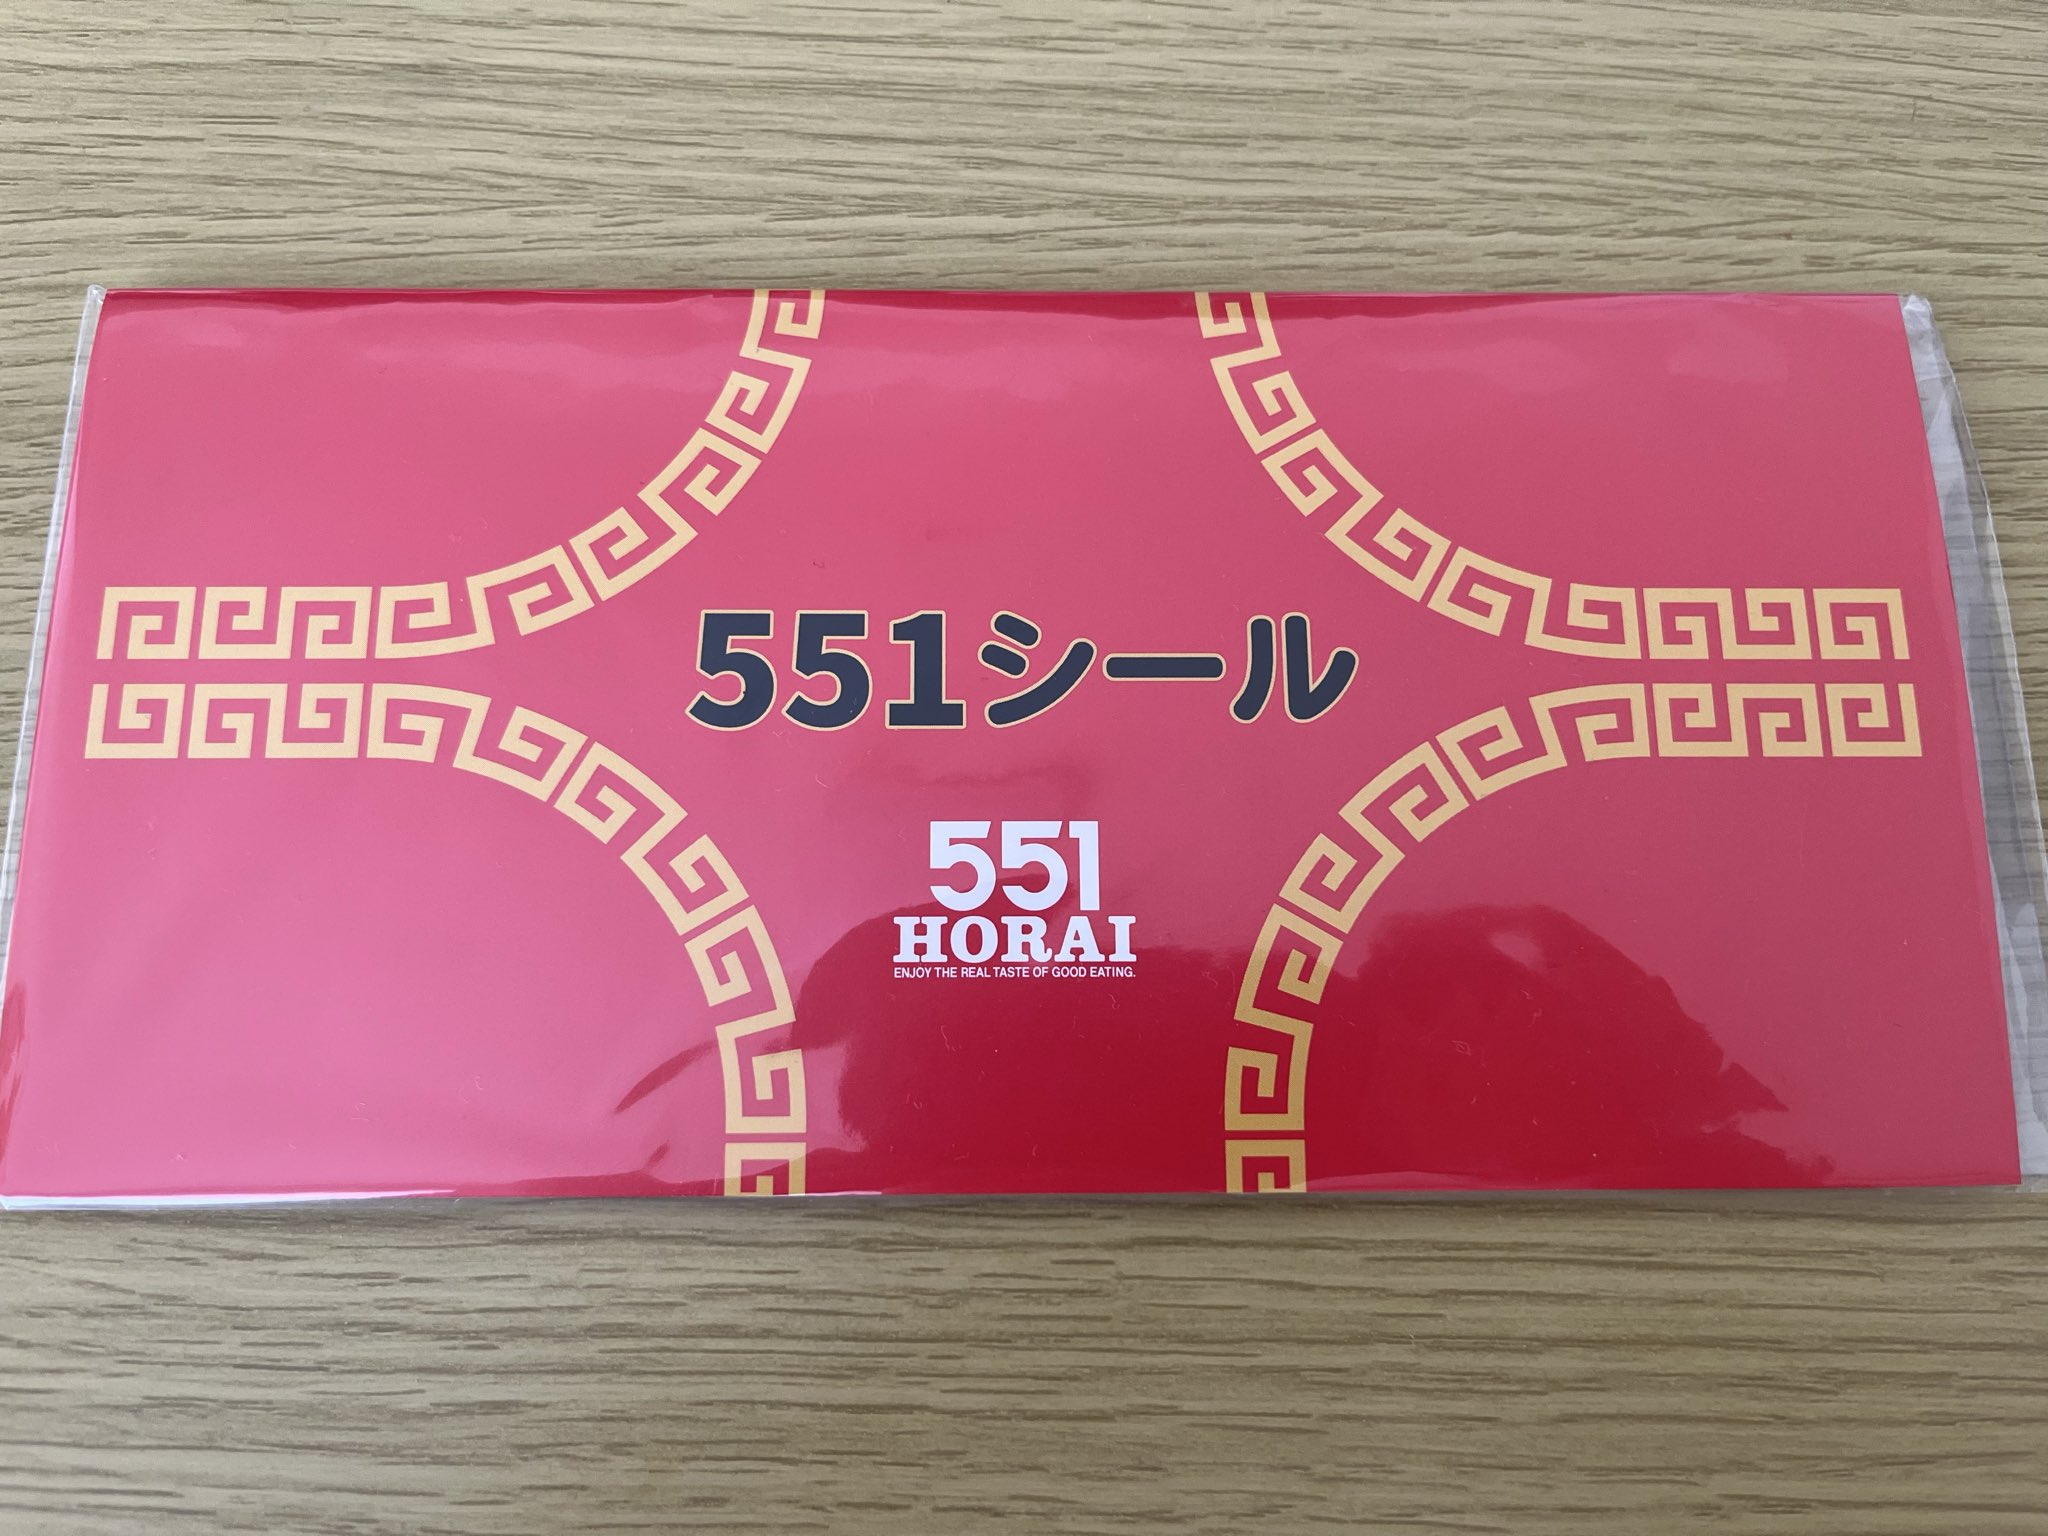 551シール
551
HORAI
ENJOY THE REAL TASTE OF GOOD EATING.